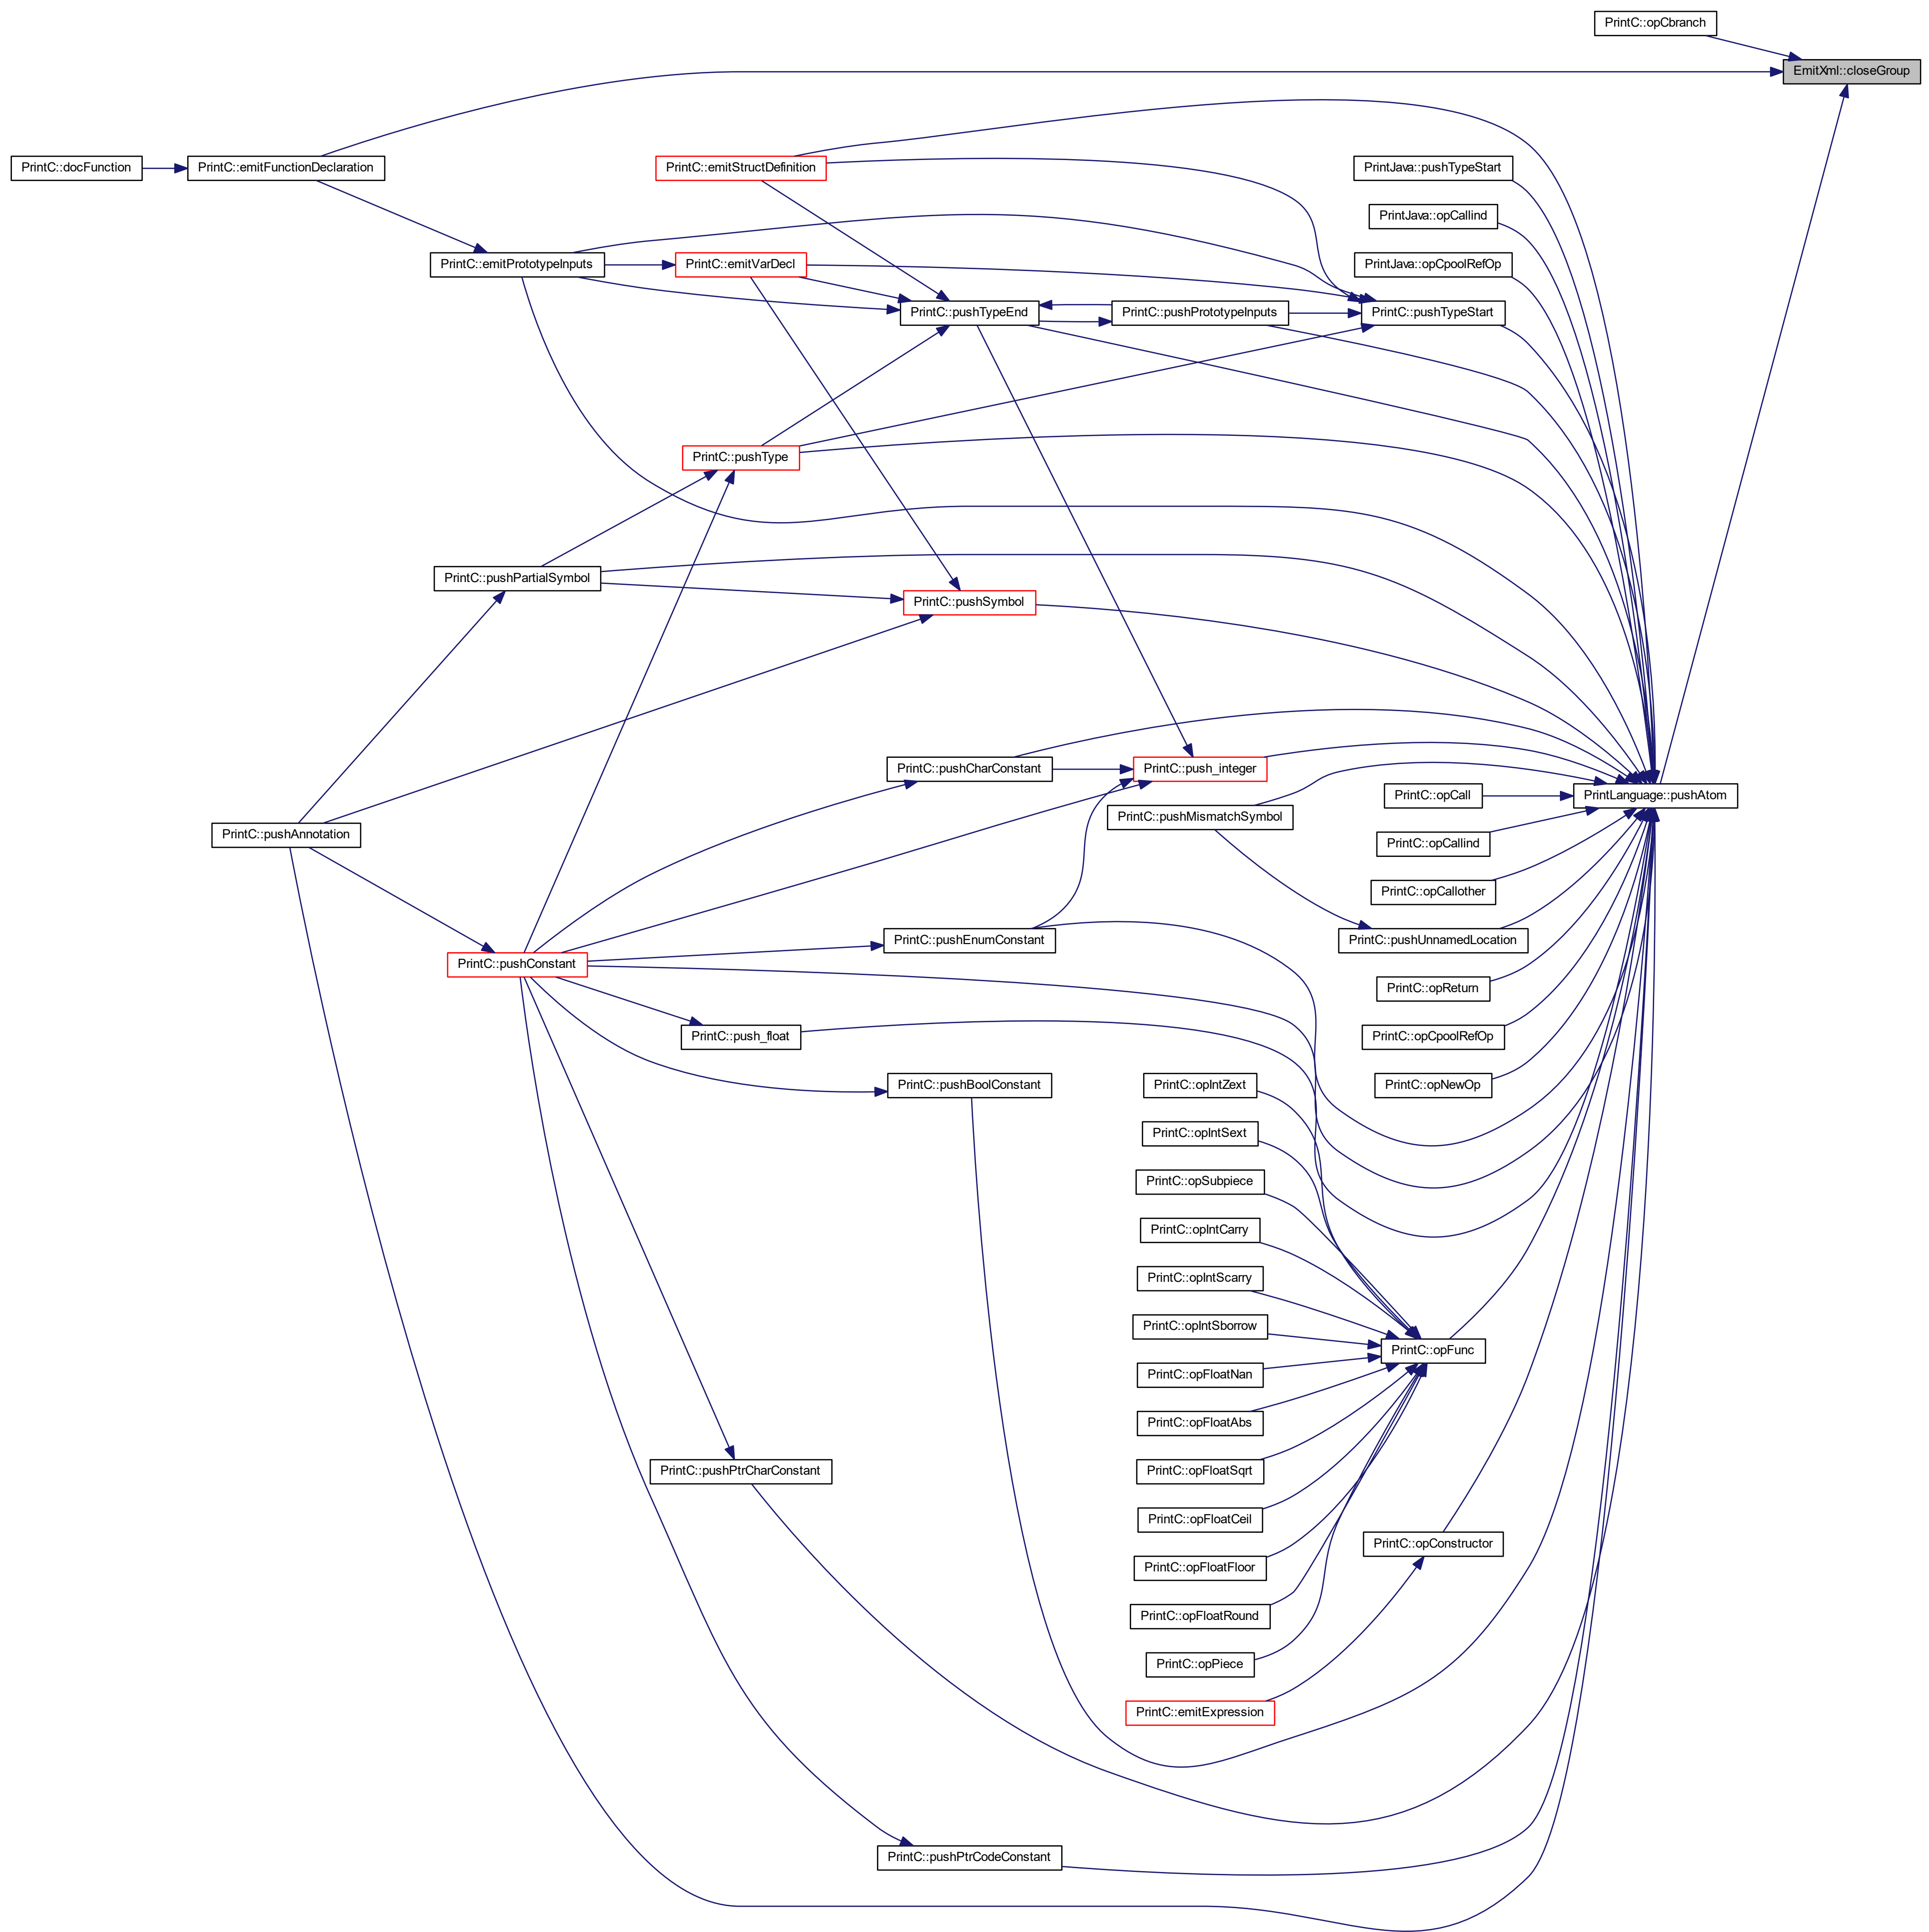 PrintC::opCbranch
EmitXml::closeGroup
PrintC::docFunction
PrintC::emitFunctionDeclaration
PrintC::emitStructDefinition
PrintJava::pushTypeStart
PrintJava::opCallind
PrintC::emitPrototypeInputs
PrintC::emitVarDecl
PrintJava::opCpoolRefOp
PrintC::pushTypeEnd
PrintC::pushPrototypeInputs
PrintC::pushTypeStart
PrintC::pushType
PrintC::pushPartialSymbol
PrintC::pushSymbol
PrintC::pushCharConstant
PrintC::push_integer
PrintC::opCall
PrintLanguage::pushAtom
PrintC::pushMismatchSymbol
PrintC::pushAnnotation
PrintC::opCallind
PrintC::opCallother
PrintC::pushEnumConstant
PrintC::pushUnnamedLocation
PrintC::pushConstant
PrintC::opReturn
PrintC::push_float
PrintC::opCpoolRefOp
PrintC::pushBoolConstant
PrintC::opIntZext
PrintC::opNewOp
PrintC::opIntSext
PrintC::opSubpiece
PrintC::opIntCarry
PrintC::opIntScarry
PrintC::opIntSborrow
PrintC::opFunc
PrintC::opFloatNan
PrintC::opFloatAbs
PrintC::pushPtrCharConstant
PrintC::opFloatSqrt
PrintC::opFloatCeil
PrintC::opConstructor
PrintC::opFloatFloor
PrintC::opFloatRound
PrintC::opPiece
PrintC::emitExpression
PrintC::pushPtrCodeConstant